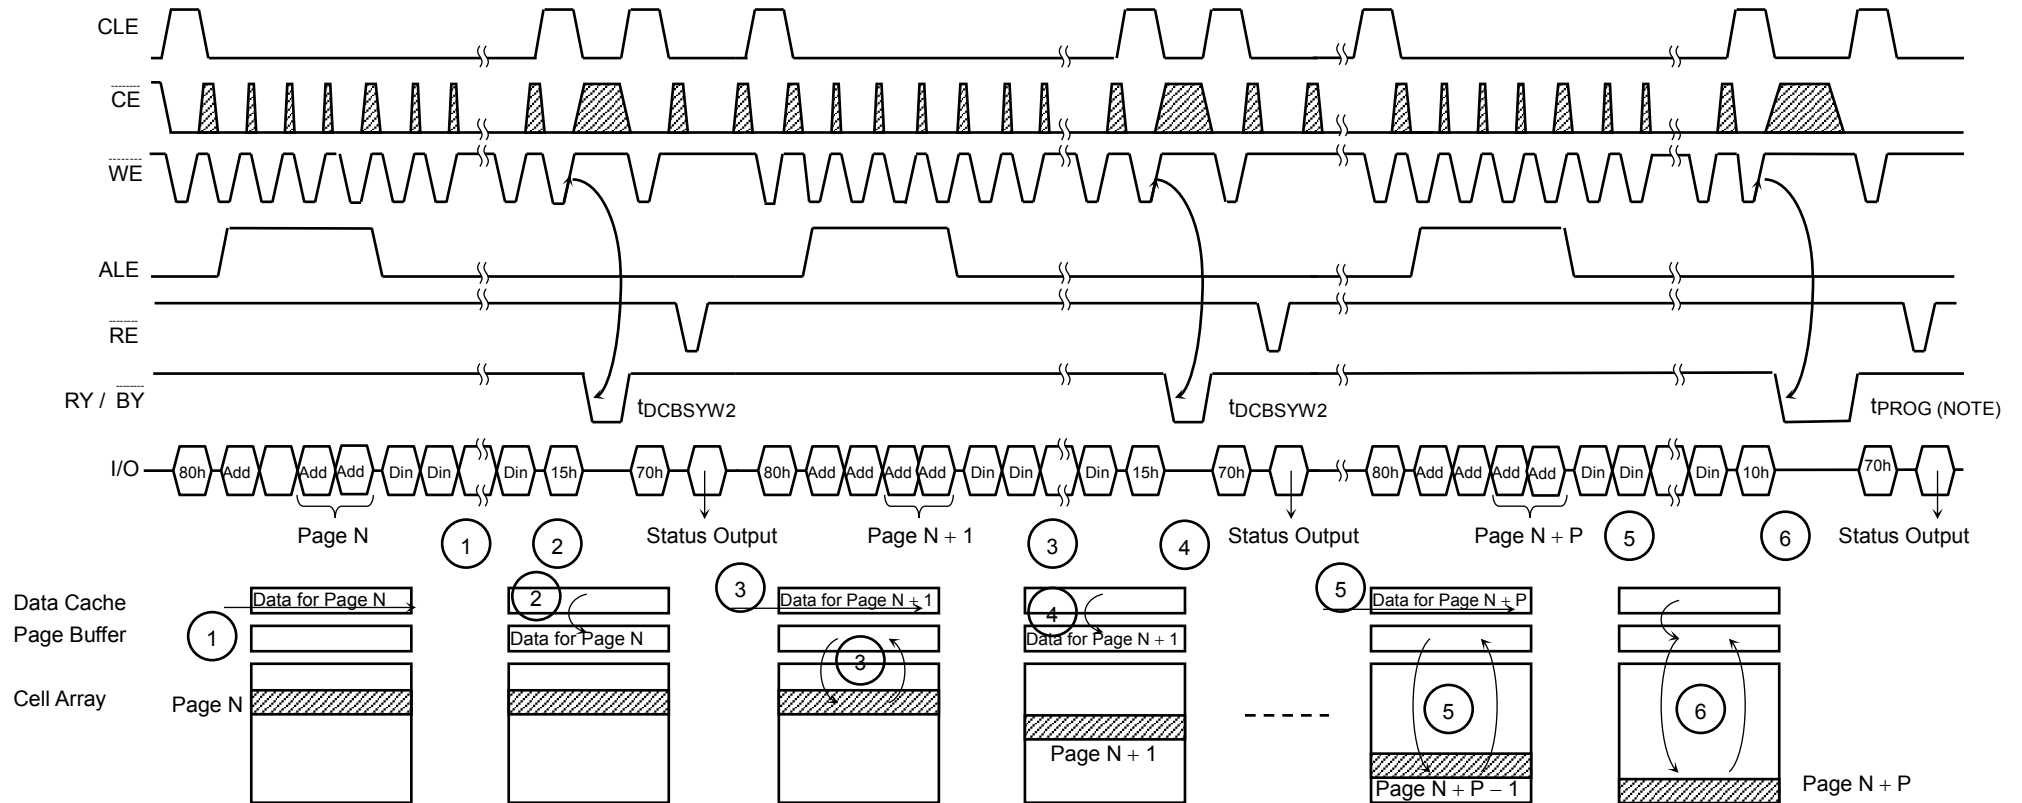 CLE
CE
WE
ALE
RE
RY / BY
tDCBSYW2 tDCBSYW2 tPROG (NOTE)
I/O 80h Add Add Add Din Din Din 15h 70h 80h Add Add Add Add Din Din Din 15h 70h 80h Add Add Add Add Din Din Din 10h 70h
Page N 1 2 Status Output Page N + 1 3 4 Status Output Page N + P 5 6 Status Output
Data Cache Data for Page N 2 3 Data for Page N + 1 4 5 Data for Page N + P
Page Buffer 1 Data for Page N 3 Data for Page N + 1
Cell Array Page N 5 6
Page N + 1
Page N + P − 1 Page N + P